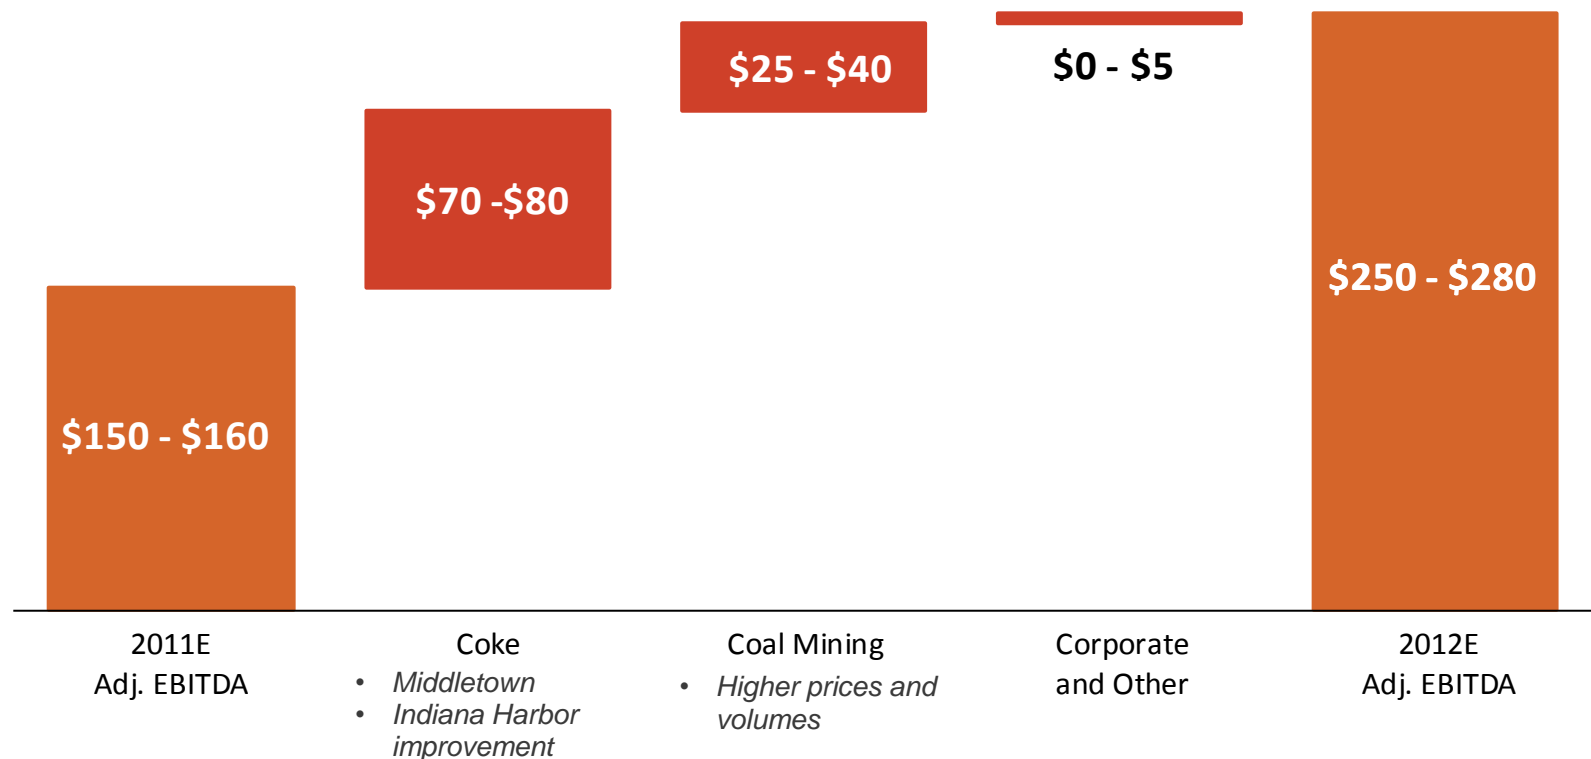 $25 - $40
$0 - $5
$70 -$80
$250 - $280
$150 - $160
2011E
Adj. EBITDA
Coke
• Middletown
• Indiana Harbor
improvement
Coal Mining
• Higher prices and
volumes
Corporate
and Other
2012E
Adj. EBITDA